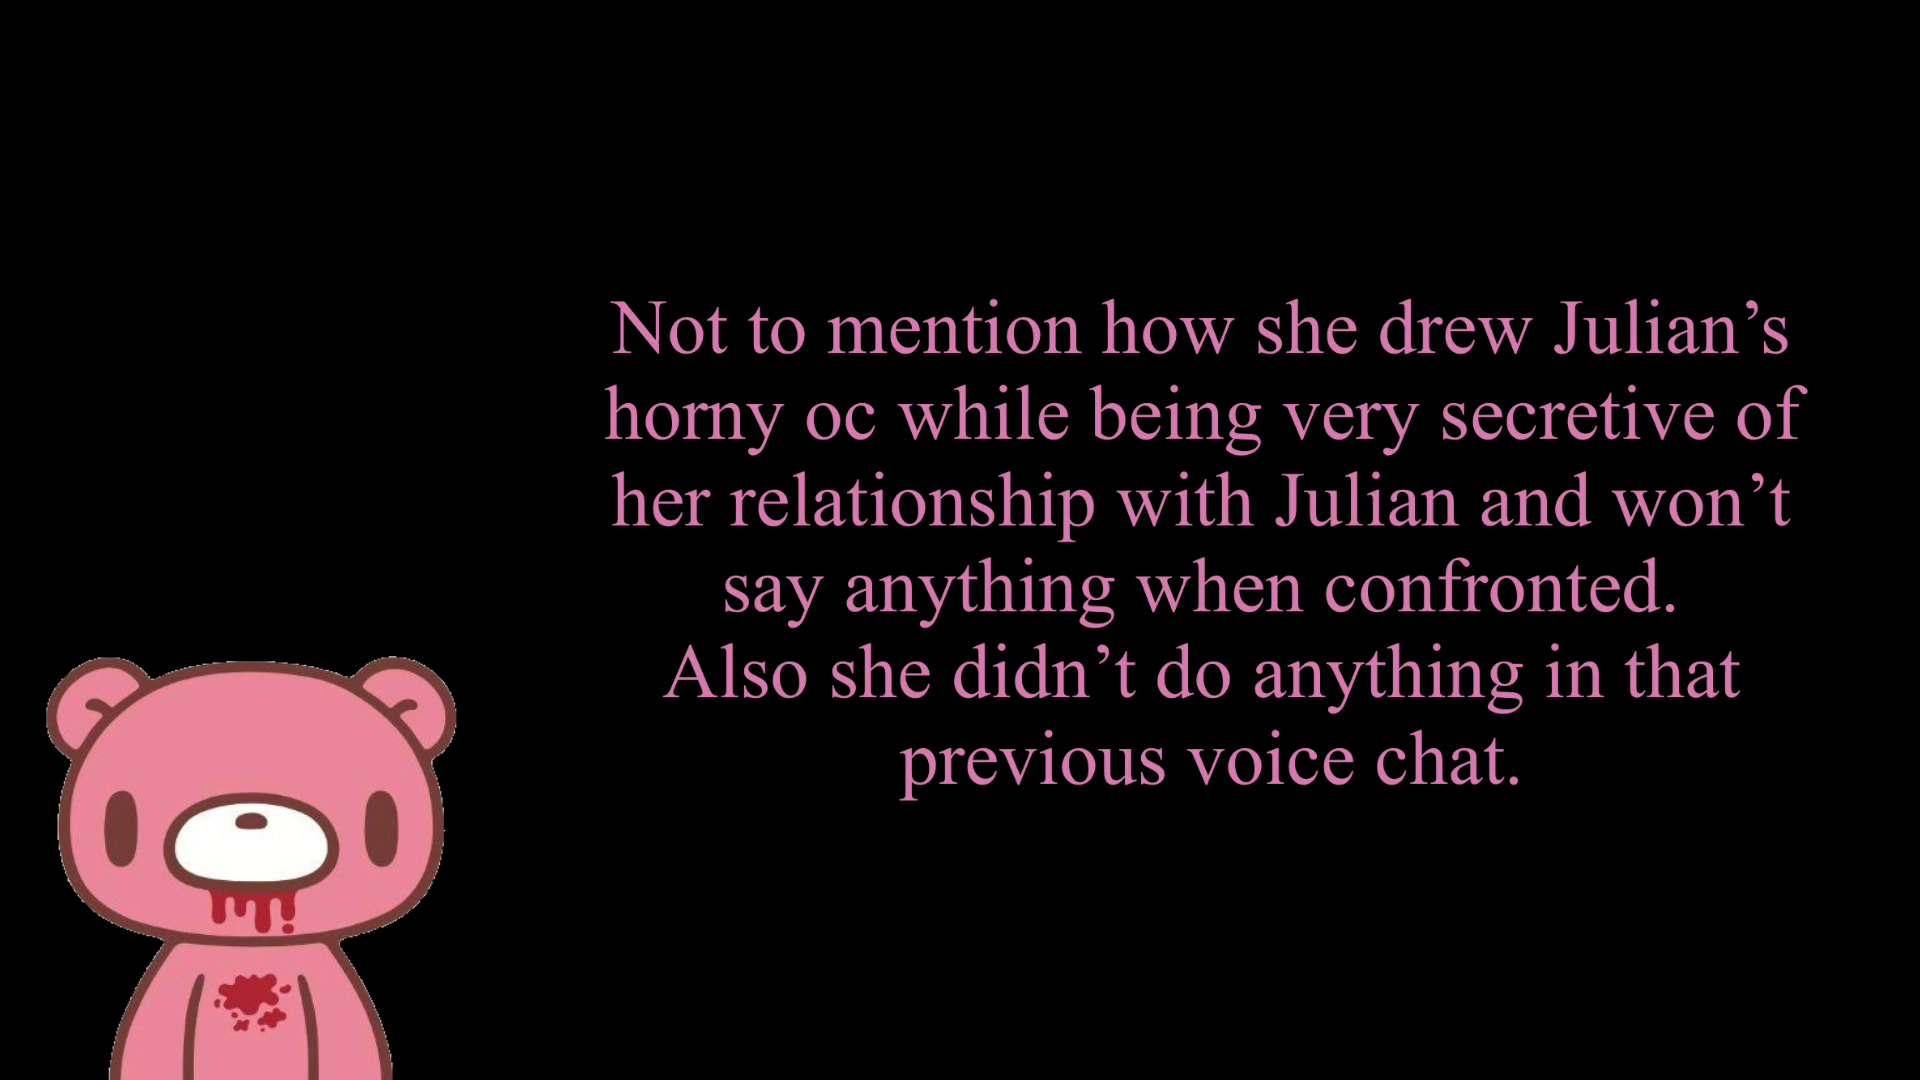 Not to mention how she drew Julian’s
horny oc while being very secretive of
her relationship with Julian and won’t
say anything when confronted.
Also she didn’t do anything in that
previous voice chat.